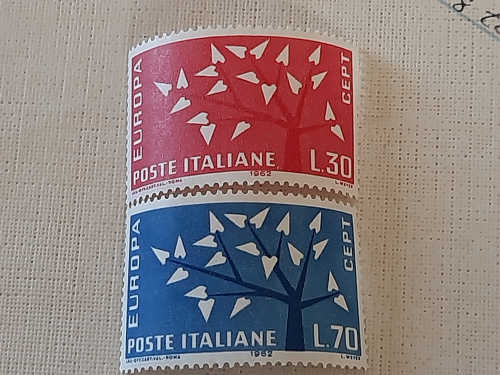 EUROPA
CEPT
POSTE ITALIANE
L.30
1962
EUROPA
CEPT
POSTE ITALIANE
L.70
1962